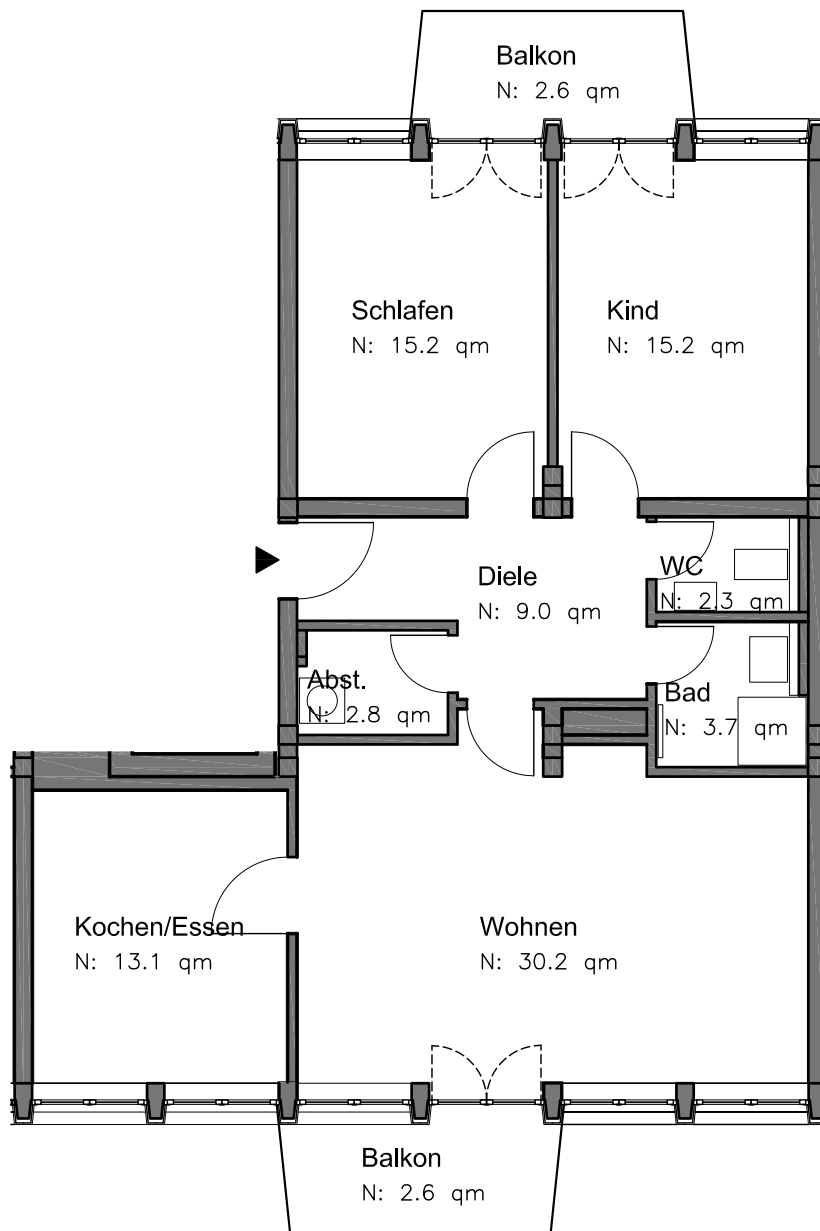 Balkon
N: 2.6 qm
Schlafen
N: 15.2 qm
Kind
N: 15.2 qm
WC
N: 2.3 qm
Diele
N: 9.0 qm
Abst.
N: 2.8 qm
Bad
N: 3.7 qm
Kochen/Essen
N: 13.1 qm
Wohnen
N: 30.2 qm
Balkon
N: 2.6 qm